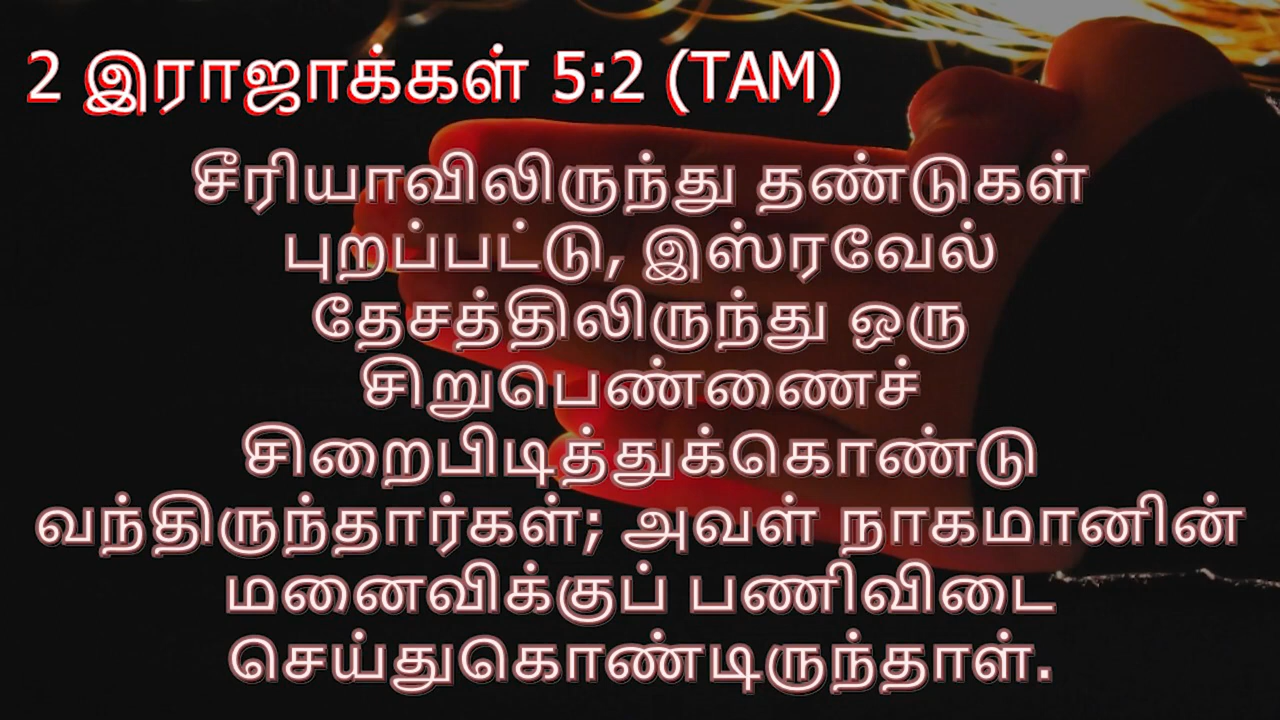 2 இராஜாக்கள் 5:2 (TAM)
சீரியாவிலிருந்து தண்டுகள்
புறப்பட்டு, இஸ்ரவேல்
தேசத்திலிருந்து ஒரு
சிறுபெண்ணைச்
சிறைபிடித்துக்கொண்டு
வந்திருந்தார்கள்; அவள் நாகமானின்
மனைவிக்குப் பணிவிடை
செய்துகொண்டிருந்தாள்.